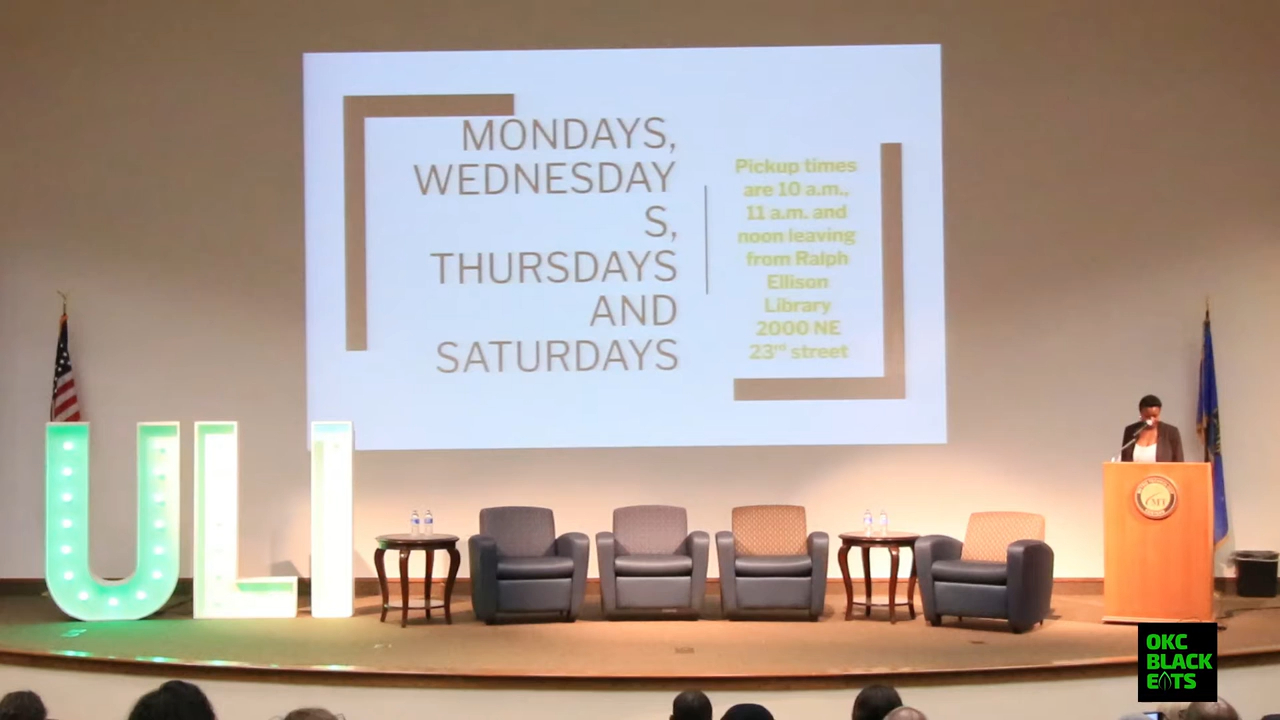 MONDAYS,
WEDNESDAY
S,
THURSDAYS
AND
SATURDAYS
Pickup times
are 10 a.m.,
11 a.m. and
noon leaving
from Ralph
Ellison
Library
2000 NE
23rd street
ULI
OKC
BLACK
EATS